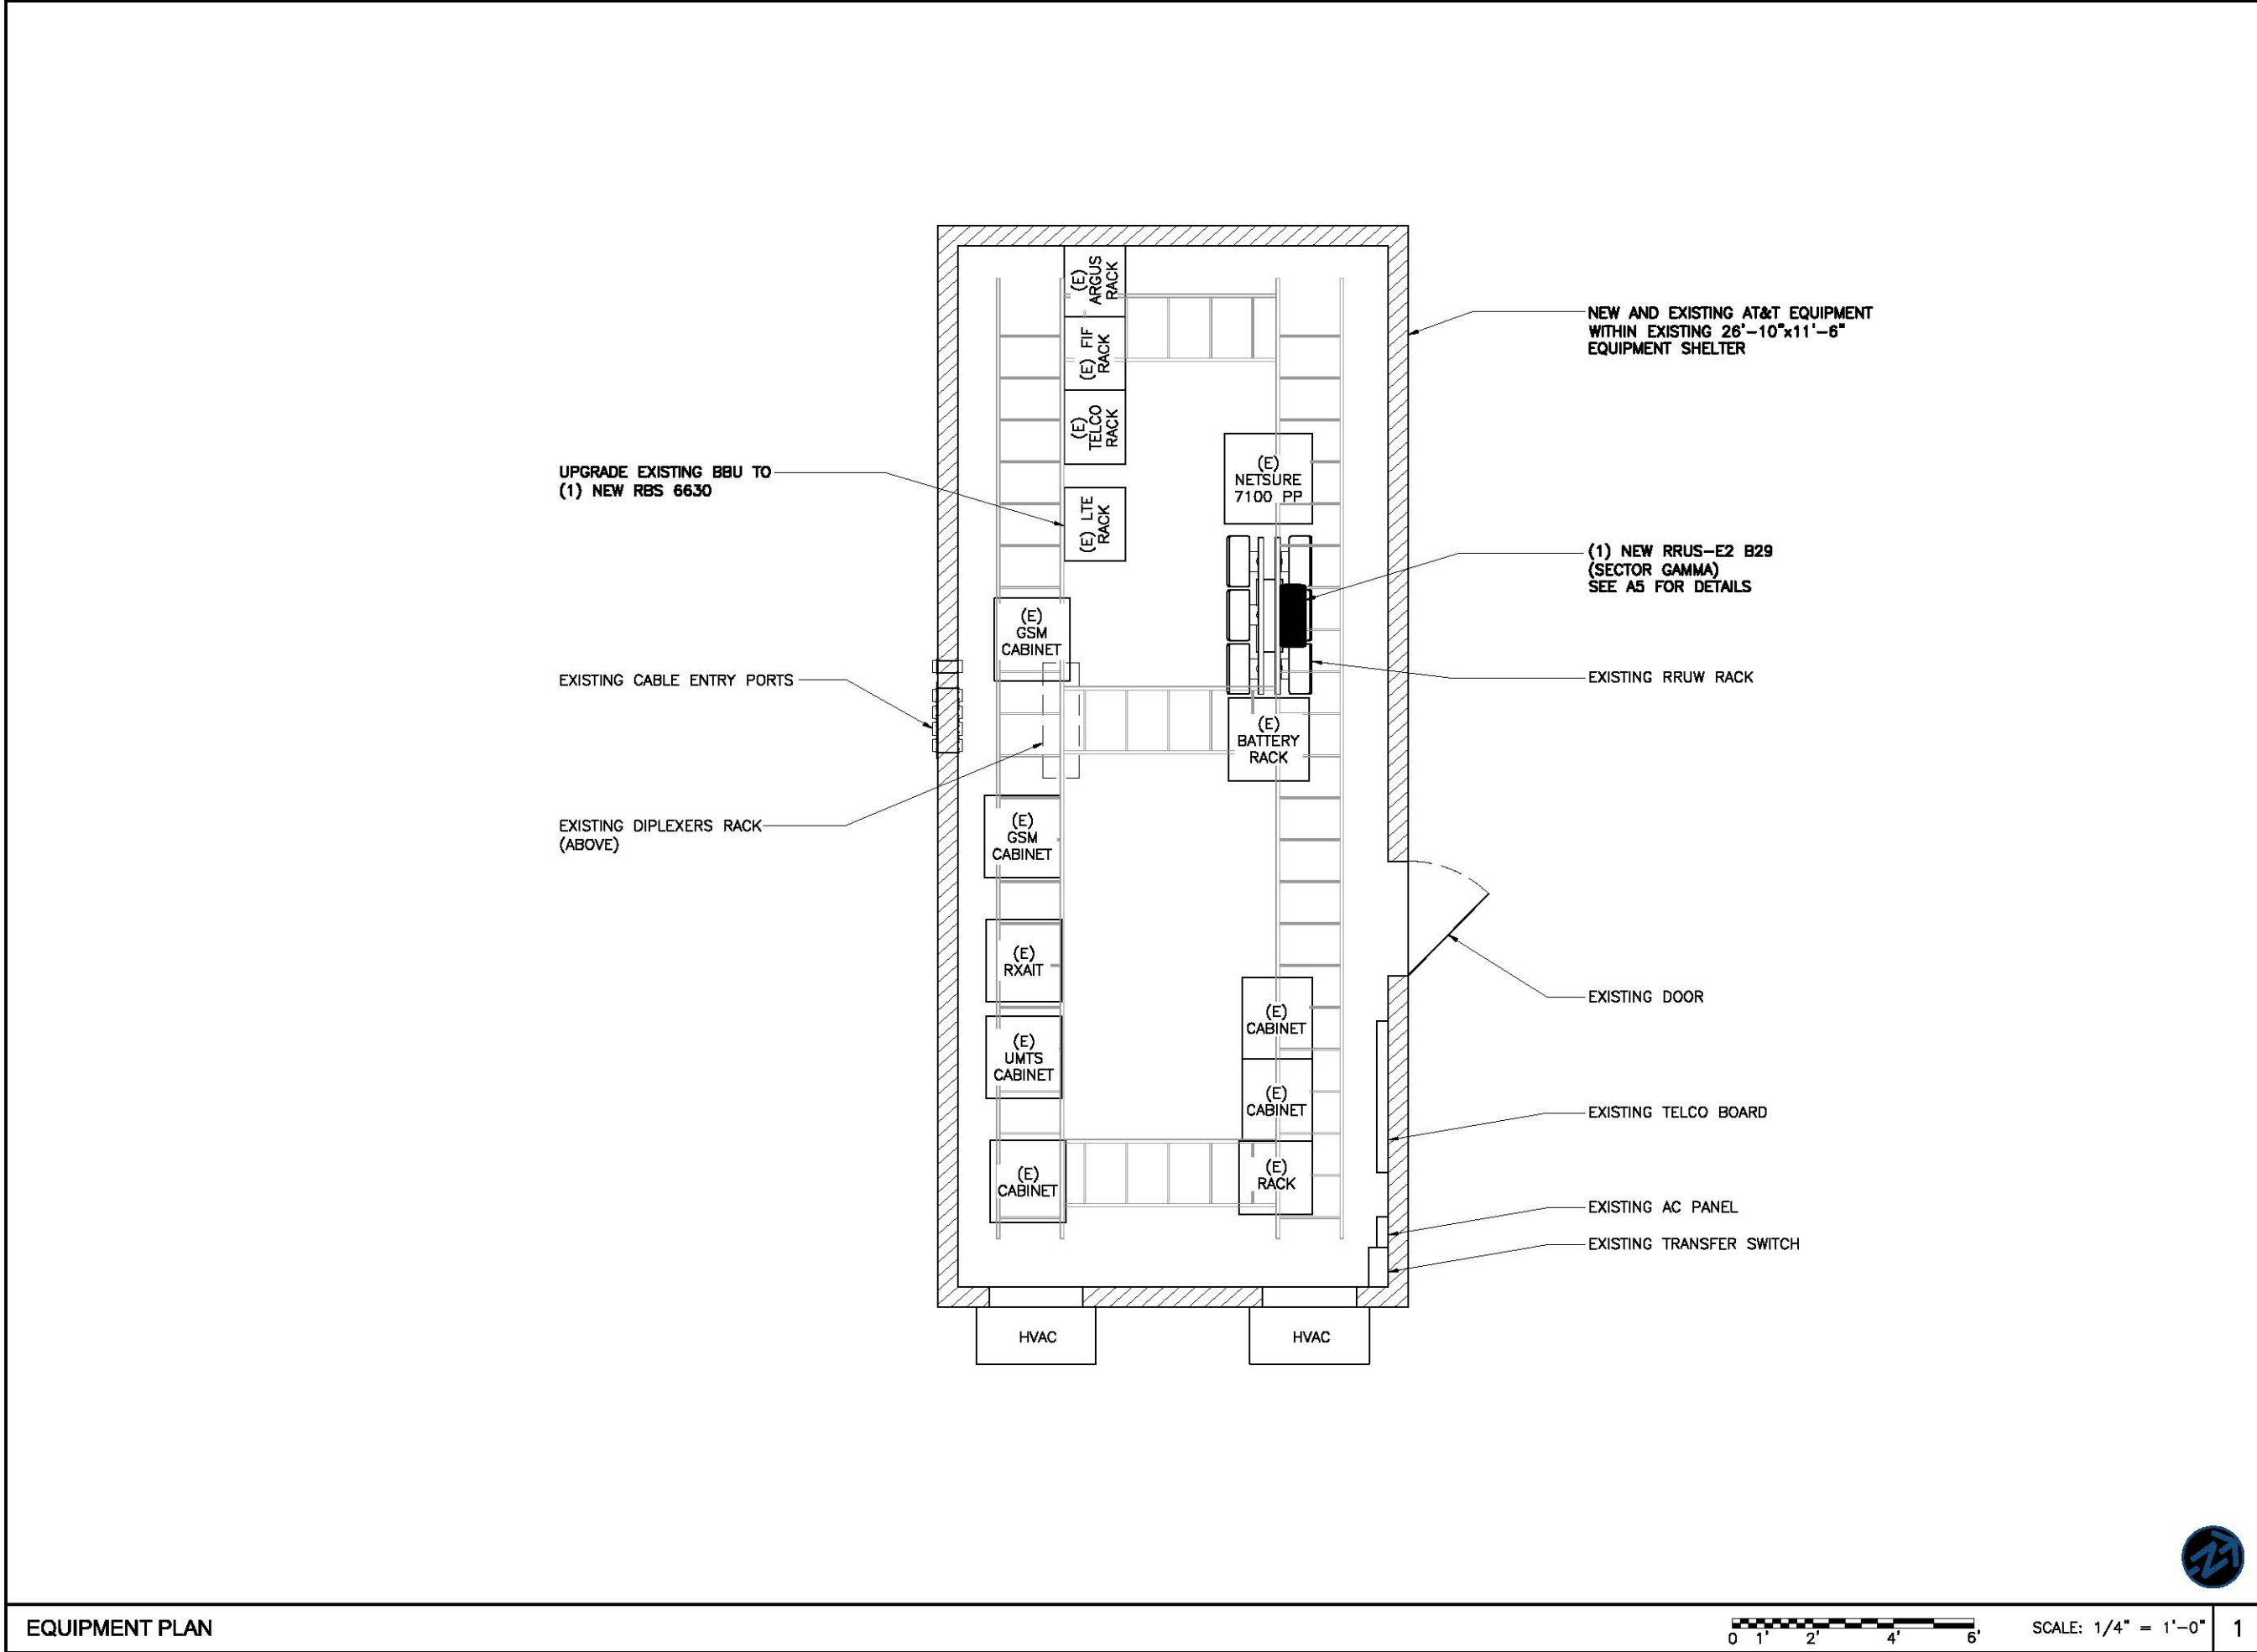 (E)
ARGUS
RACK
(E) FIF
RACK
(E)
TELCO
RACK
NEW AND EXISTING AT&T EQUIPMENT
WITHIN EXISTING 26'-10"x11'-6"
EQUIPMENT SHELTER
UPGRADE EXISTING BBU TO
(1) NEW RBS 6630
(E)
NETSURE
7100 PP
(E) LTE
RACK
(1) NEW RRUS-E2 B29
(SECTOR GAMMA)
SEE A5 FOR DETAILS
(E)
GSM
CABINET
EXISTING CABLE ENTRY PORTS
EXISTING RRUW RACK
(E)
BATTERY
RACK
EXISTING DIPLEXERS RACK
(ABOVE)
(E)
GSM
CABINET
(E)
RXAIT
EXISTING DOOR
(E)
CABINET
(E)
UMTS
CABINET
(E)
CABINET
EXISTING TELCO BOARD
(E)
CABINET
(E)
RACK
EXISTING AC PANEL
EXISTING TRANSFER SWITCH
HVAC
HVAC
N
EQUIPMENT PLAN
0 1' 2' 4' 6'
SCALE: 1/4" = 1'-0"
1